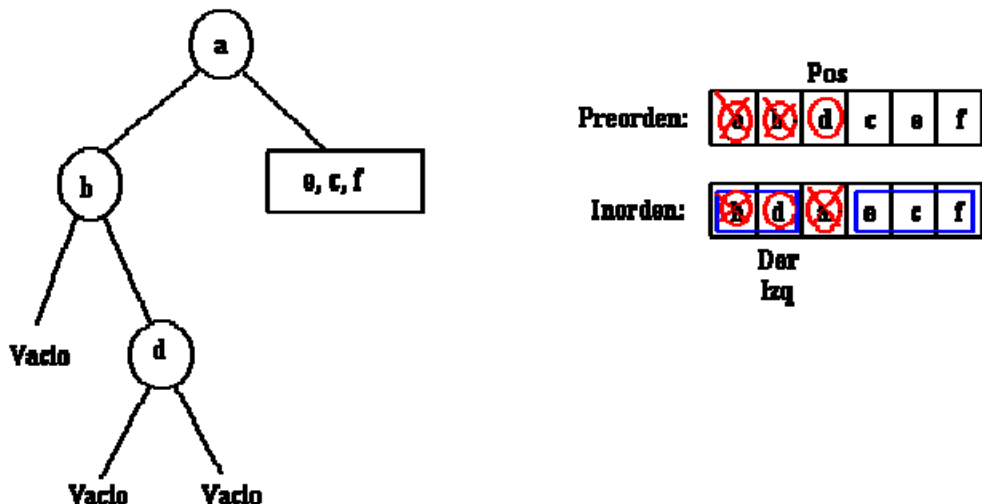 a
Pos
Preorden: a b d c e f
b
e, c, f
Inorden: b d a e c f
Der
Izq
Vacio
d
Vacio
Vacio